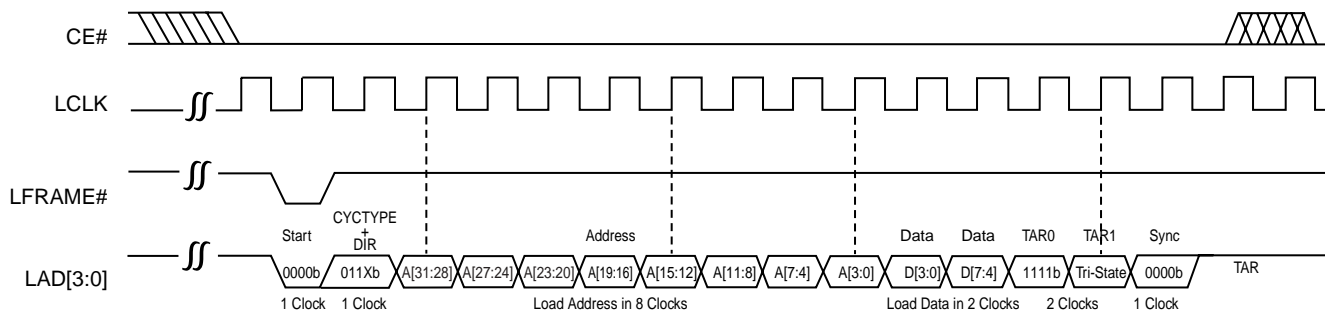 CE#
LCLK
LFRAME#
CYCTYPE
+
DIR
Start
Address
Data
Data
TAR0
TAR1
Sync
LAD[3:0]
0000b
011Xb
A[31:28]
A[27:24]
A[23:20]
A[19:16]
A[15:12]
A[11:8]
A[7:4]
A[3:0]
D[3:0]
D[7:4]
1111b
Tri-State
0000b
TAR
1 Clock
1 Clock
Load Address in 8 Clocks
Load Data in 2 Clocks
2 Clocks
1 Clock